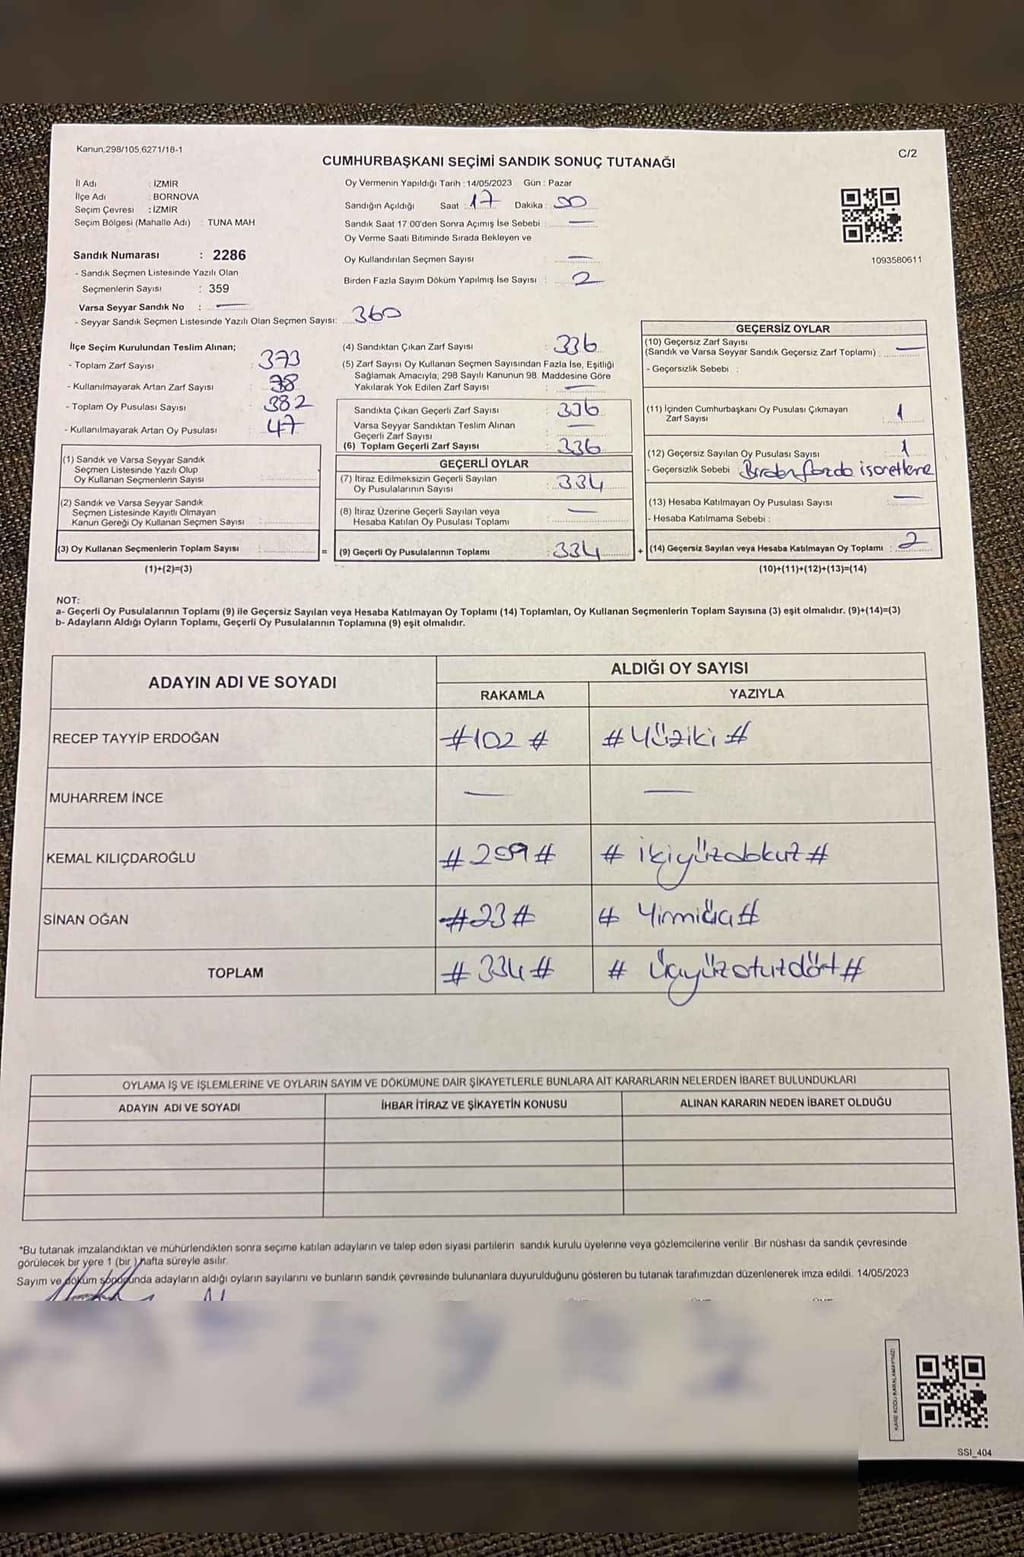 Kanun,298/105,6271/18-1
C/2
CUMHURBAŞKANI SEÇİMİ SANDIK SONUÇ TUTANAĞI
İl Adı : İZMİR
İlçe Adı : BORNOVA
Seçim Çevresi : İZMİR
Seçim Bölgesi (Mahalle Adı) : TUNA MAH
Oy Vermenin Yapıldığı Tarih : 14/05/2023 Gün : Pazar
Sandığın Açıldığı Saat : 17 Dakika : 00
Sandık Saat 17.00'den Sonra Açımış İse Sebebi : —
Oy Verme Saati Bitiminde Sırada Bekleyen ve
Oy Kullandırılan Seçmen Sayısı : —
Birden Fazla Sayım Döküm Yapılmış İse Sayısı : 2
1093580611
Sandık Numarası : 2286
- Sandık Seçmen Listesinde Yazılı Olan
Seçmenlerin Sayısı : 359
Varsa Seyyar Sandık No : —
- Seyyar Sandık Seçmen Listesinde Yazılı Olan Seçmen Sayısı: 360
İlçe Seçim Kurulundan Teslim Alınan;
- Toplam Zarf Sayısı : 373
- Kullanılmayarak Artan Zarf Sayısı : 38
- Toplam Oy Pusulası Sayısı : 382
- Kullanılmayarak Artan Oy Pusulası : 47
(1) Sandık ve Varsa Seyyar Sandık
Seçmen Listesinde Yazılı Olup
Oy Kullanan Seçmenlerin Sayısı :
(2) Sandık ve Varsa Seyyar Sandık
Seçmen Listesinde Kayıtlı Olmayan
Kanun Gereği Oy Kullanan Seçmen Sayısı :
(3) Oy Kullanan Seçmenlerin Toplam Sayısı :
(1)+(2)=(3)
(4) Sandıktan Çıkan Zarf Sayısı : 336
(5) Zarf Sayısı Oy Kullanan Seçmen Sayısından Fazla İse, Eşitliği
Sağlamak Amacıyla, 298 Sayılı Kanunun 98. Maddesine Göre
Yakılarak Yok Edilen Zarf Sayısı : —
Sandıkta Çıkan Geçerli Zarf Sayısı : 336
Varsa Seyyar Sandıktan Teslim Alınan
Geçerli Zarf Sayısı : —
(6) Toplam Geçerli Zarf Sayısı : 336
GEÇERLİ OYLAR
(7) İtiraz Edilmeksizin Geçerli Sayılan
Oy Pusulalarının Sayısı : 334
(8) İtiraz Üzerine Geçerli Sayılan veya
Hesaba Katılan Oy Pusulası Toplamı : —
= (9) Geçerli Oy Pusulalarının Toplamı : 334
GEÇERSİZ OYLAR
(10) Geçersiz Zarf Sayısı
(Sandık ve Varsa Seyyar Sandık Geçersiz Zarf Toplamı) : —
- Geçersizlik Sebebi :
(11) İçinden Cumhurbaşkanı Oy Pusulası Çıkmayan
Zarf Sayısı : 1
(12) Geçersiz Sayılan Oy Pusulası Sayısı : 1
- Geçersizlik Sebebi :
(13) Hesaba Katılmayan Oy Pusulası Sayısı : —
- Hesaba Katılmama Sebebi :
+ (14) Geçersiz Sayılan veya Hesaba Katılmayan Oy Toplamı : 2
(10)+(11)+(12)+(13)=(14)
NOT:
a- Geçerli Oy Pusulalarının Toplamı (9) ile Geçersiz Sayılan veya Hesaba Katılmayan Oy Toplamı (14) Toplamları, Oy Kullanan Seçmenlerin Toplam Sayısına (3) eşit olmalıdır. (9)+(14)=(3)
b- Adayların Aldığı Oyların Toplamı, Geçerli Oy Pusulalarının Toplamına (9) eşit olmalıdır.
ADAYIN ADI VE SOYADI ALDIĞI OY SAYISI
RAKAMLA YAZIYLA
RECEP TAYYİP ERDOĞAN #102# #Yüziki#
MUHARREM İNCE — —
KEMAL KILIÇDAROĞLU #209# #ikiyüzdokuz#
SİNAN OĞAN #23# #Yirmiüç#
TOPLAM #334# #Üçyüzotuzdört#
OYLAMA İŞ VE İŞLEMLERİNE VE OYLARIN SAYIM VE DÖKÜMÜNE DAİR ŞİKAYETLERLE BUNLARA AİT KARARLARIN NELERDEN İBARET BULUNDUKLARI
ADAYIN ADI VE SOYADI İHBAR İTİRAZ VE ŞİKAYETİN KONUSU ALINAN KARARIN NEDEN İBARET OLDUĞU
*Bu tutanak imzalandıktan ve mühürlendikten sonra seçime katılan adayların ve talep eden siyasi partilerin sandık kurulu üyelerine veya gözlemcilerine verilir. Bir nüshası da sandık çevresinde
görülecek bir yere 1 (bir) hafta süreyle asılır.
Sayım ve döküm sonucunda adayların aldığı oyların sayılarını ve bunların sandık çevresinde bulunanlara duyurulduğunu gösteren bu tutanak tarafımızdan düzenlenerek imza edildi. 14/05/2023
SSI_404